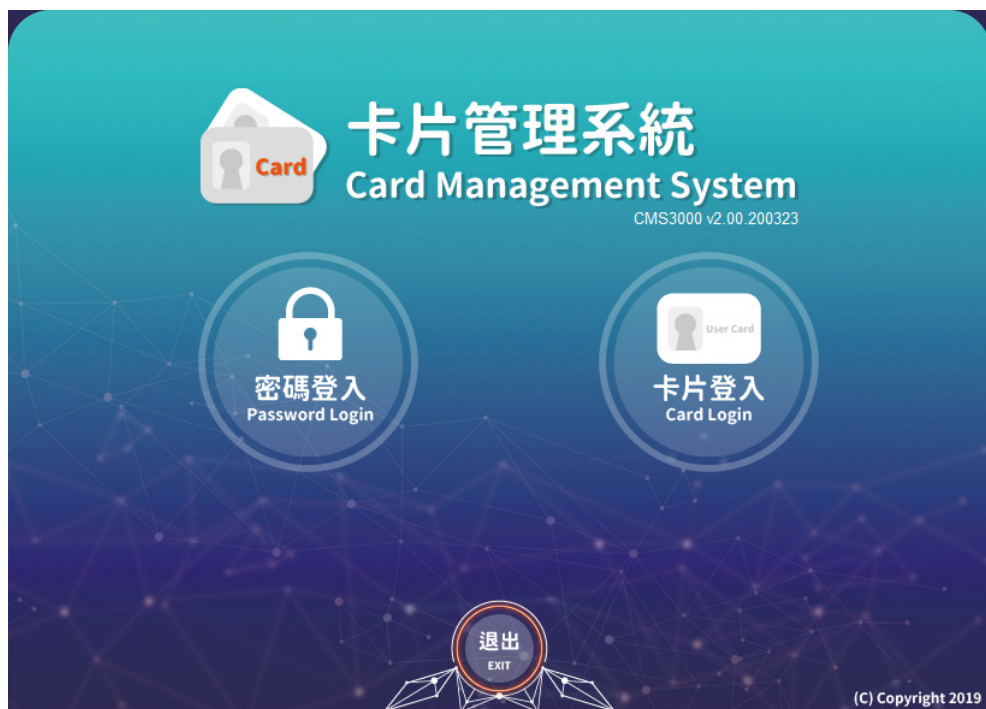 卡片管理系統
Card
Card Management System
CMS3000 v2.00.200323
密碼登入
Password Login
User Card
卡片登入
Card Login
退出
EXIT
(C) Copyright 2019